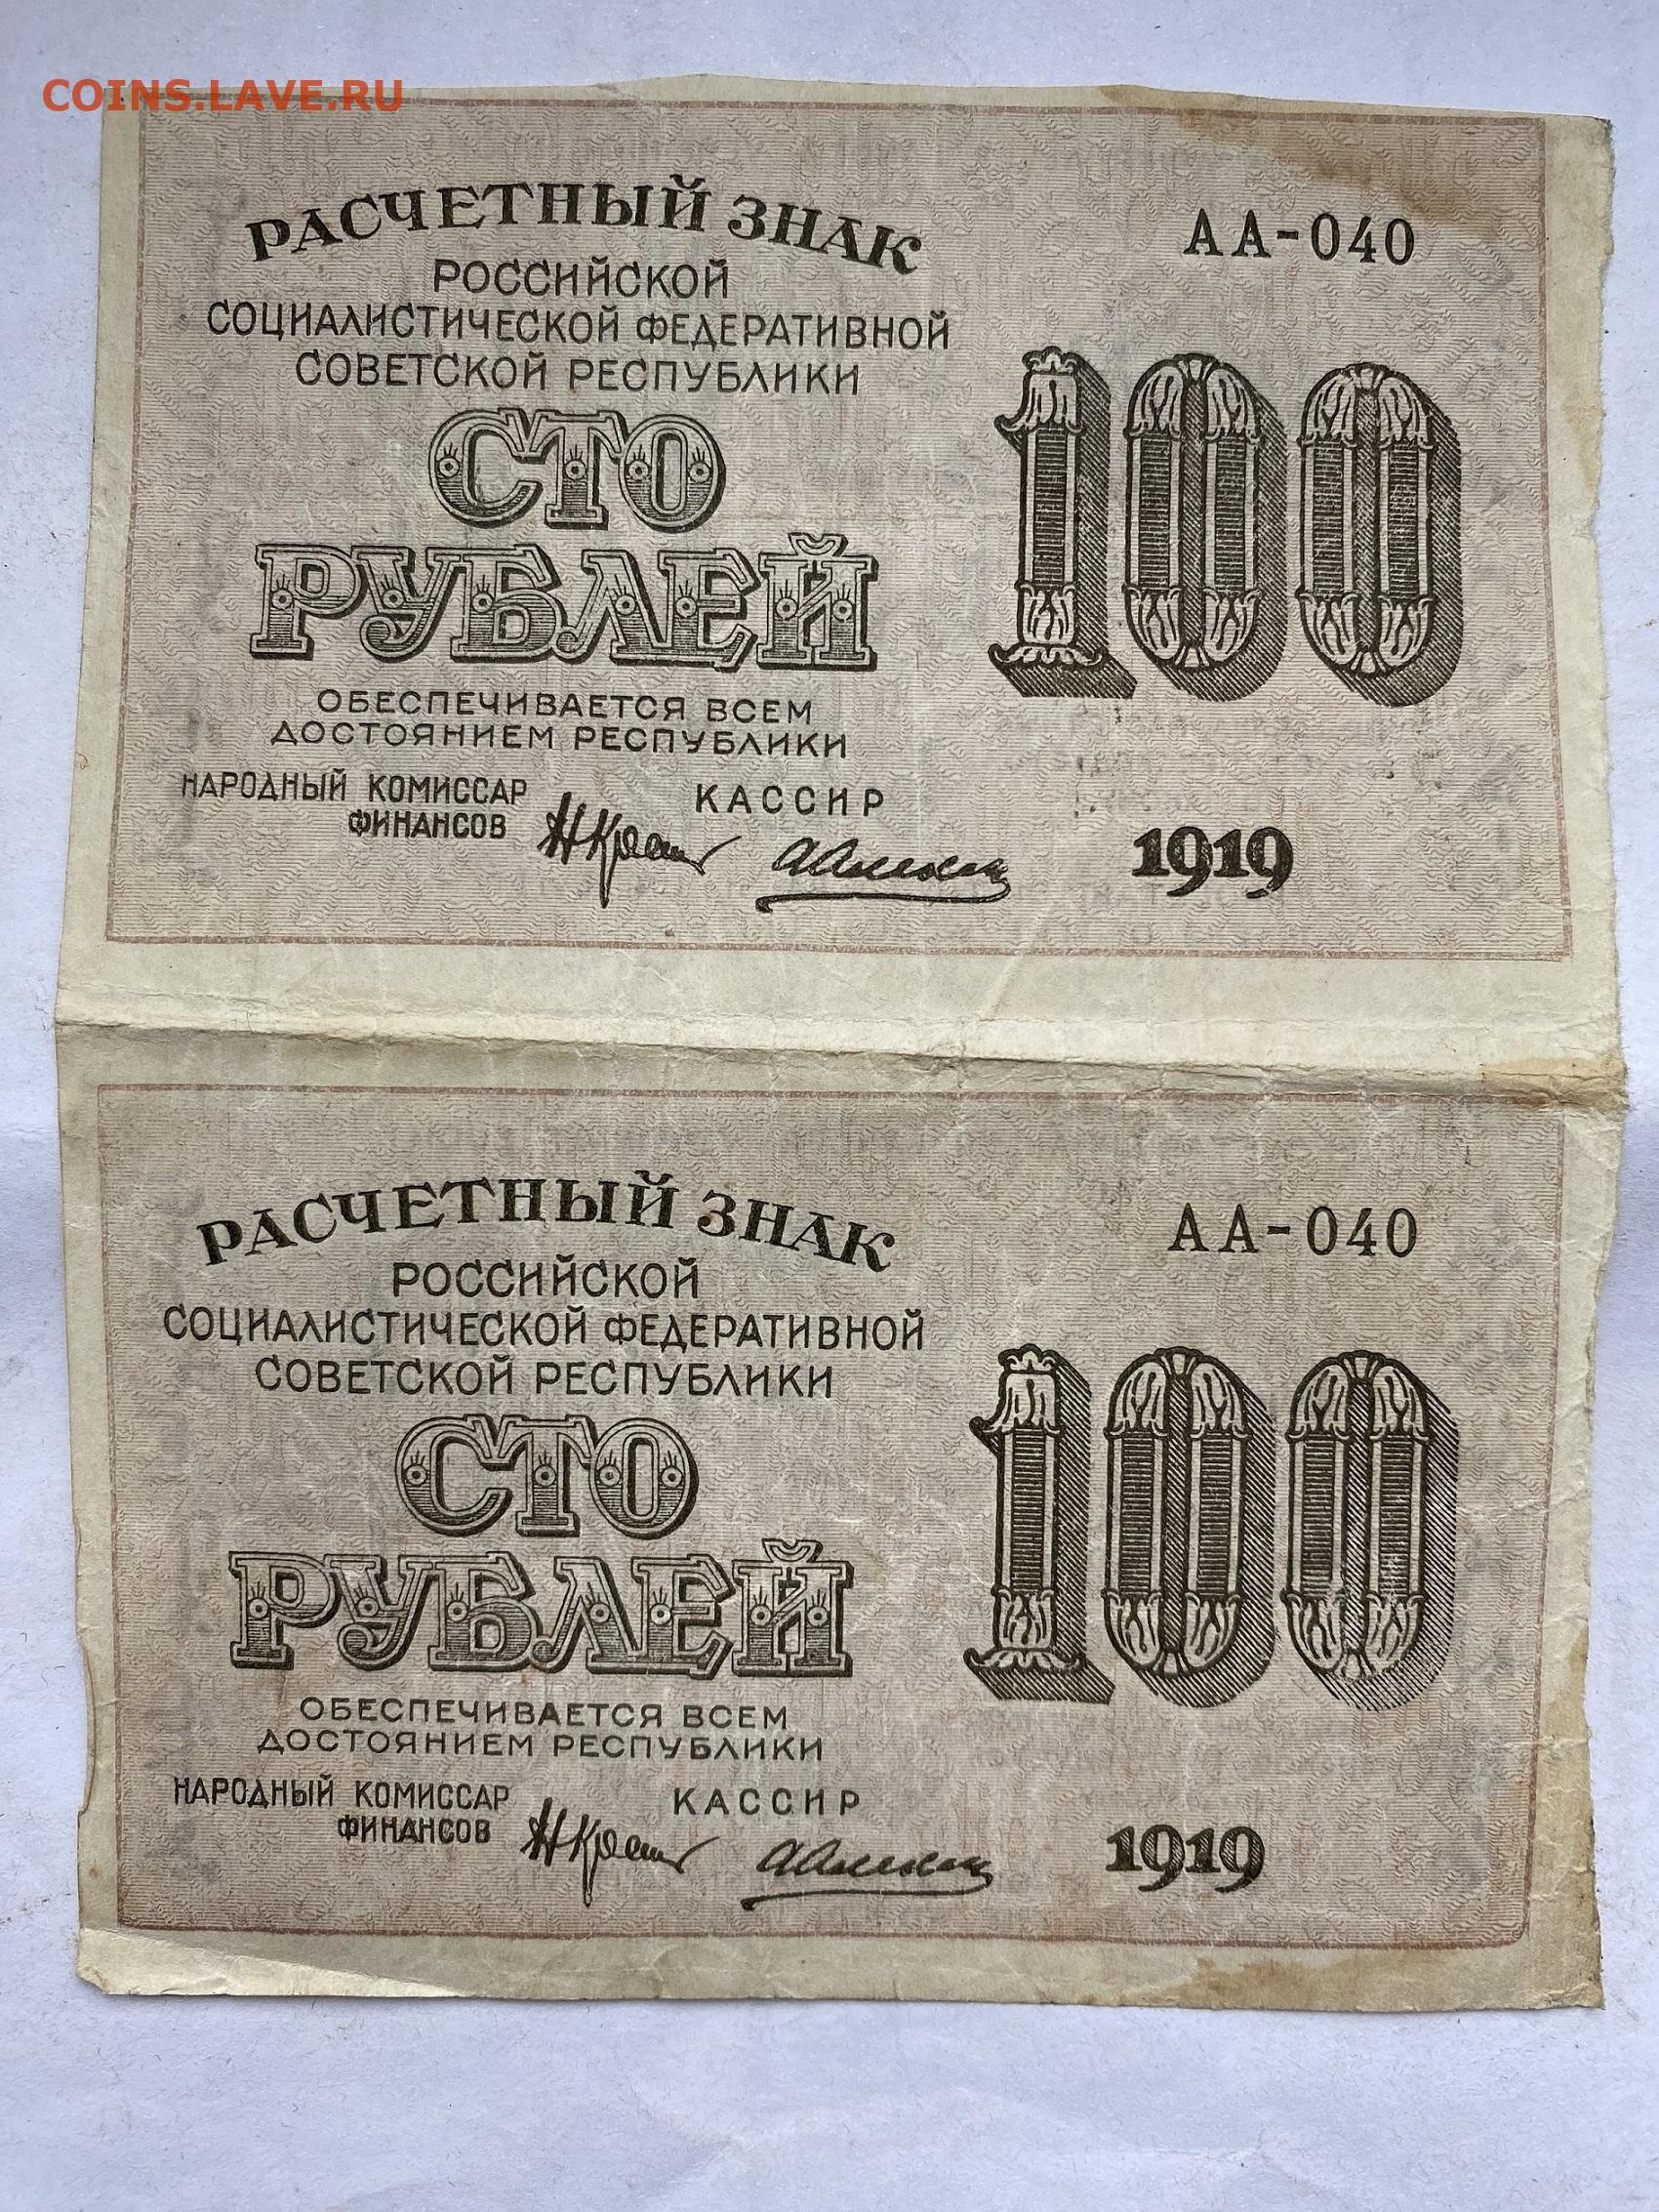 COINS.LAVE.RU
РАСЧЕТНЫЙ ЗНАК
РОССИЙСКОЙ
СОЦИАЛИСТИЧЕСКОЙ ФЕДЕРАТИВНОЙ
СОВЕТСКОЙ РЕСПУБЛИКИ
АА-040
СТО
РУБЛЕЙ
100
ОБЕСПЕЧИВАЕТСЯ ВСЕМ
ДОСТОЯНИЕМ РЕСПУБЛИКИ
НАРОДНЫЙ КОМИССАР
ФИНАНСОВ
КАССИР
1919
РАСЧЕТНЫЙ ЗНАК
РОССИЙСКОЙ
СОЦИАЛИСТИЧЕСКОЙ ФЕДЕРАТИВНОЙ
СОВЕТСКОЙ РЕСПУБЛИКИ
АА-040
СТО
РУБЛЕЙ
100
ОБЕСПЕЧИВАЕТСЯ ВСЕМ
ДОСТОЯНИЕМ РЕСПУБЛИКИ
НАРОДНЫЙ КОМИССАР
ФИНАНСОВ
КАССИР
1919